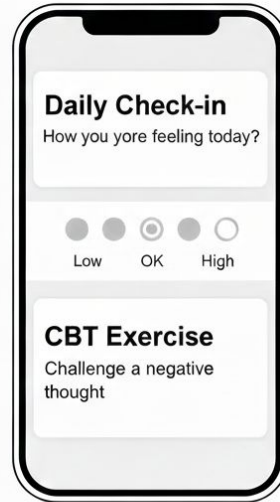 Daily Check-in
How you yore feeling today?
Low OK High
CBT Exercise
Challenge a negative
thought